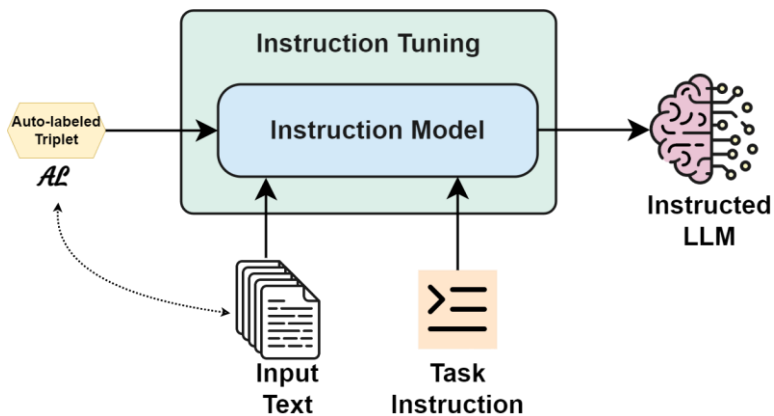 Instruction Tuning
Auto-labeled
Triplet
Instruction Model
𝓐𝓛
Instructed
LLM
Input
Text
Task
Instruction